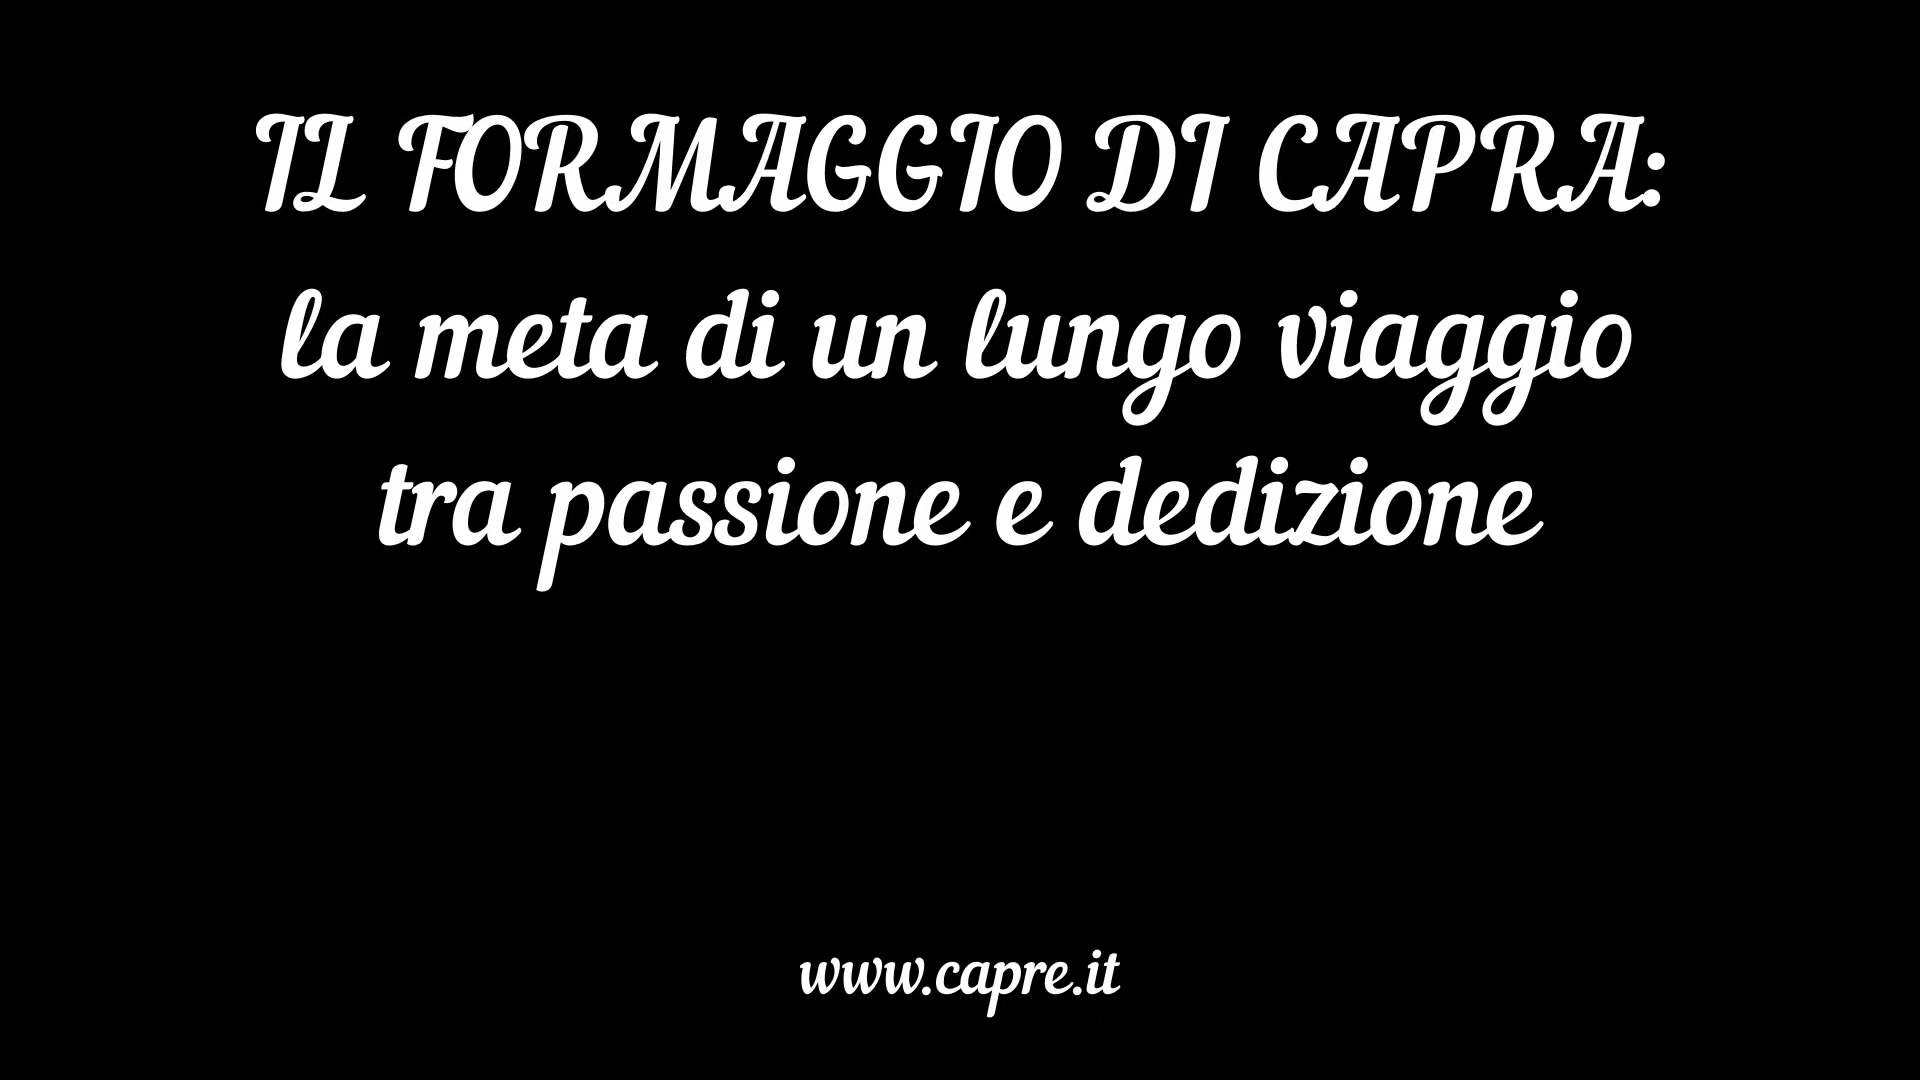 IL FORMAGGIO DI CAPRA:
la meta di un lungo viaggio
tra passione e dedizione
www.capre.it